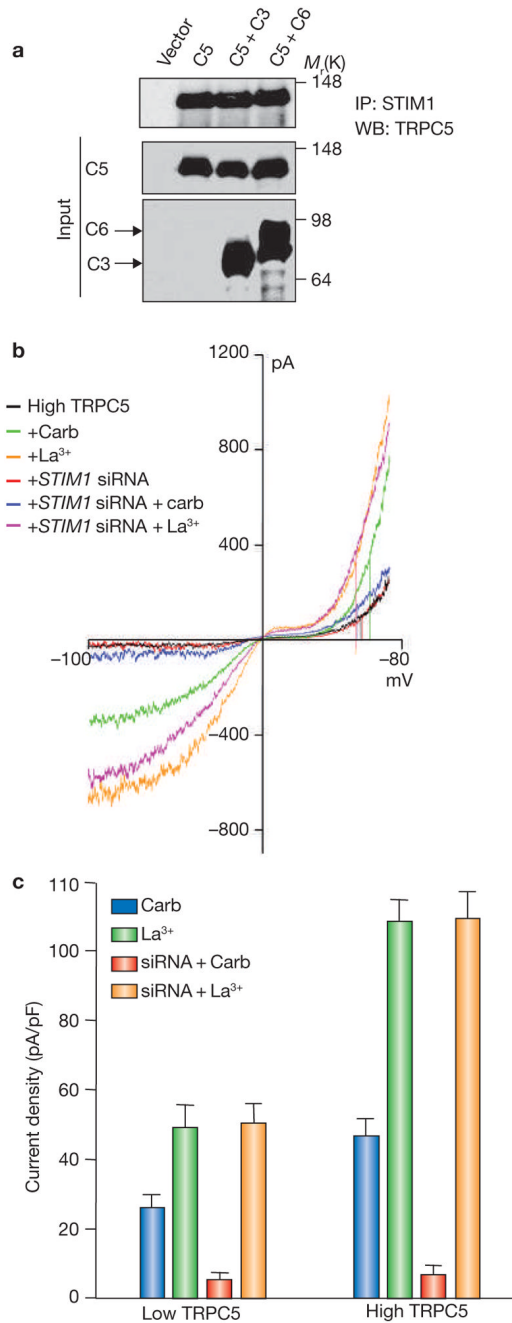 a
Vector
C5
C5 + C3
C5 + C6
Mr(K)
148
IP: STIM1
WB: TRPC5
Input
C5
148
C6
C3
98
64
b
1200
pA
High TRPC5
+Carb
+La³⁺
+STIM1 siRNA
+STIM1 siRNA + carb
+STIM1 siRNA + La³⁺
800
400
–100
–80
mV
–400
–800
c
110
100
80
60
40
20
0
Current density (pA/pF)
Carb
La³⁺
siRNA + Carb
siRNA + La³⁺
Low TRPC5
High TRPC5